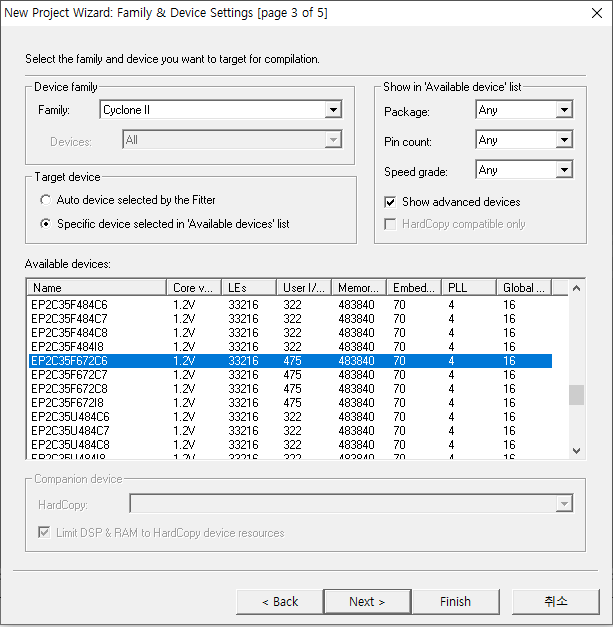 New Project Wizard: Family & Device Settings [page 3 of 5]
Select the family and device you want to target for compilation.
Device family
Family: Cyclone II
Devices: All
Show in 'Available device' list
Package: Any
Pin count: Any
Speed grade: Any
Show advanced devices
HardCopy compatible only
Target device
Auto device selected by the Fitter
Specific device selected in 'Available devices' list
Available devices:
Name Core v... LEs User I/... Memor... Embed... PLL Global ...
EP2C35F484C6 1.2V 33216 322 483840 70 4 16
EP2C35F484C7 1.2V 33216 322 483840 70 4 16
EP2C35F484C8 1.2V 33216 322 483840 70 4 16
EP2C35F484I8 1.2V 33216 322 483840 70 4 16
EP2C35F672C6 1.2V 33216 475 483840 70 4 16
EP2C35F672C7 1.2V 33216 475 483840 70 4 16
EP2C35F672C8 1.2V 33216 475 483840 70 4 16
EP2C35F672I8 1.2V 33216 475 483840 70 4 16
EP2C35U484C6 1.2V 33216 322 483840 70 4 16
EP2C35U484C7 1.2V 33216 322 483840 70 4 16
EP2C35U484C8 1.2V 33216 322 483840 70 4 16
EP2C35U484I8 1.2V 33216 322 483840 70 4 16
Companion device
HardCopy:
Limit DSP & RAM to HardCopy device resources
< Back Next > Finish 취소